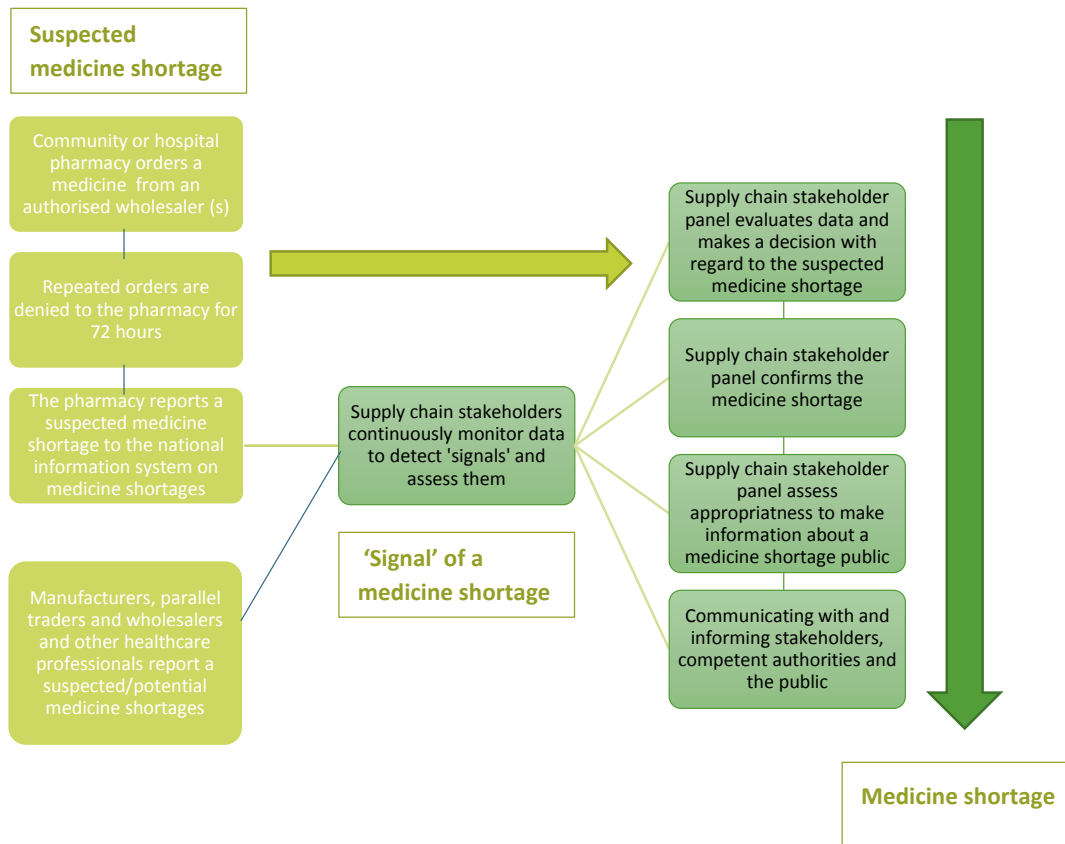 Suspected
medicine shortage
Community or hospital
pharmacy orders a
medicine from an
authorised wholesaler (s)
Repeated orders are
denied to the pharmacy for
72 hours
The pharmacy reports a
suspected medicine
shortage to the national
information system on
medicine shortages
Manufacturers, parallel
traders and wholesalers
and other healthcare
professionals report a
suspected/potential
medicine shortages
Supply chain stakeholders
continuously monitor data
to detect 'signals' and
assess them
‘Signal’ of a
medicine shortage
Supply chain stakeholder
panel evaluates data and
makes a decision with
regard to the suspected
medicine shortage
Supply chain stakeholder
panel confirms the
medicine shortage
Supply chain stakeholder
panel assess
appropriatness to make
information about a
medicine shortage public
Communicating with and
informing stakeholders,
competent authorities and
the public
Medicine shortage